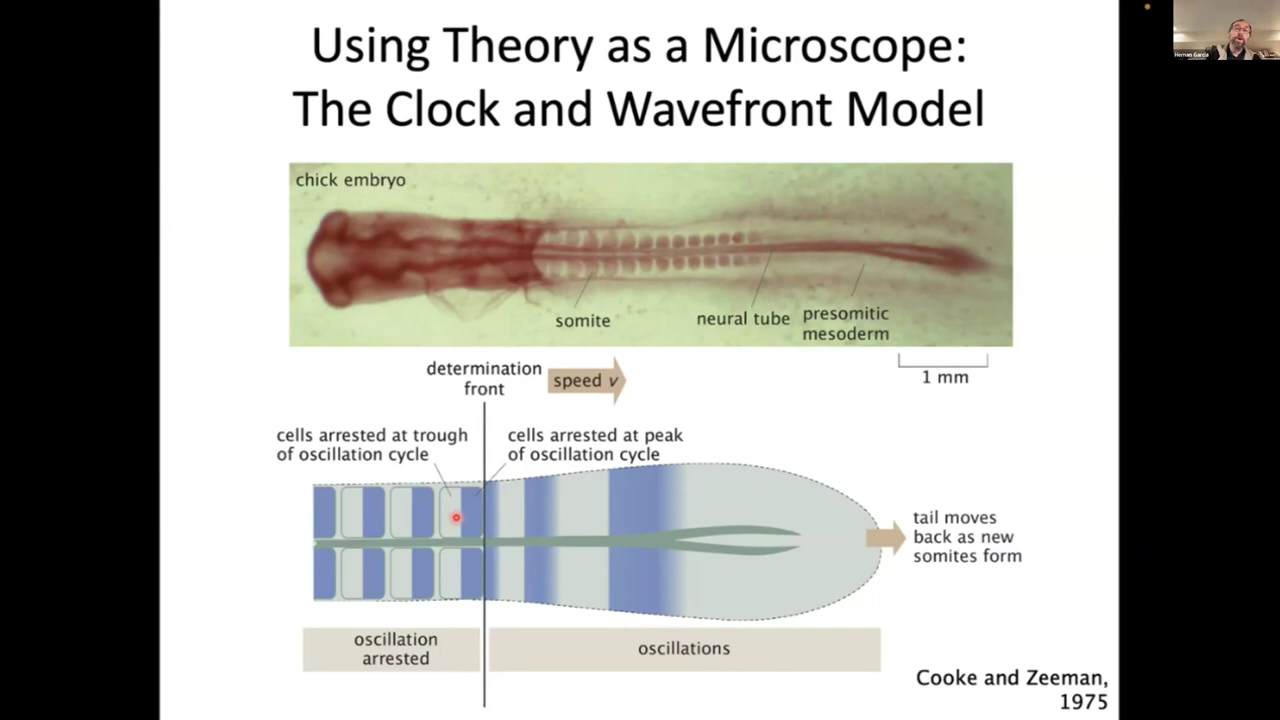 Using Theory as a Microscope:
The Clock and Wavefront Model
chick embryo
somite
neural tube
presomitic
mesoderm
1 mm
determination
front
speed v
cells arrested at trough
of oscillation cycle
cells arrested at peak
of oscillation cycle
tail moves
back as new
somites form
oscillation
arrested
oscillations
Cooke and Zeeman,
1975
Hernan Garcia